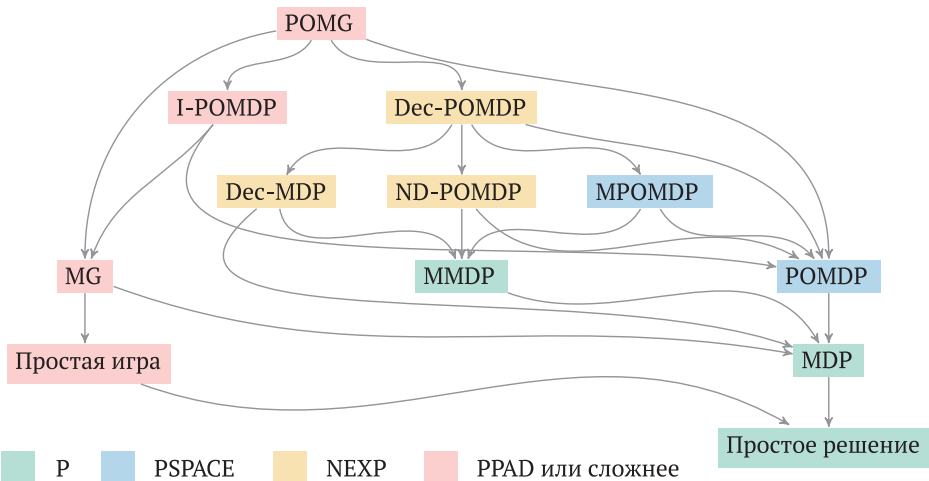 POMG
I-POMDP
Dec-POMDP
Dec-MDP
ND-POMDP
MPOMDP
MG
MMDP
POMDP
Простая игра
MDP
Простое решение
P
PSPACE
NEXP
PPAD или сложнее